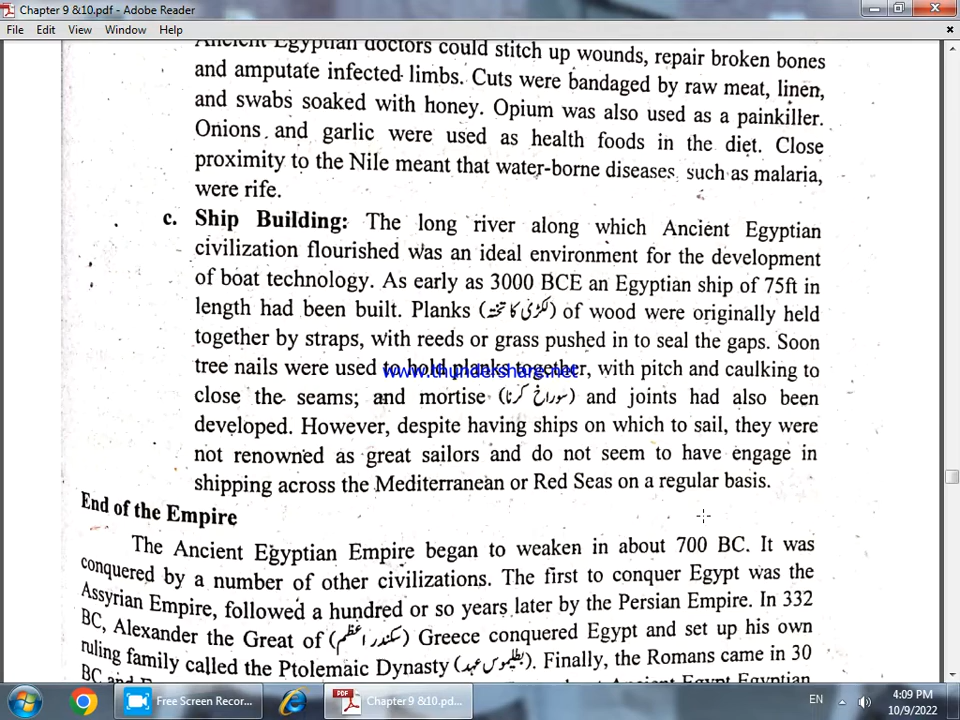 Chapter 9 &10.pdf - Adobe Reader
File Edit View Window Help
Ancient Egyptian doctors could stitch up wounds, repair broken bones
and amputate infected limbs. Cuts were bandaged by raw meat, linen,
and swabs soaked with honey. Opium was also used as a painkiller.
Onions and garlic were used as health foods in the diet. Close
proximity to the Nile meant that water-borne diseases, such as malaria,
were rife.
c. Ship Building: The long river along which Ancient Egyptian
civilization flourished was an ideal environment for the development
of boat technology. As early as 3000 BCE an Egyptian ship of 75ft in
length had been built. Planks (لکڑی کا تختہ) of wood were originally held
together by straps, with reeds or grass pushed in to seal the gaps. Soon
tree nails were used to hold planks together, with pitch and caulking to
www.thundershare.net
close the seams; and mortise (سوراخ کرنا) and joints had also been
developed. However, despite having ships on which to sail, they were
not renowned as great sailors and do not seem to have engage in
shipping across the Mediterranean or Red Seas on a regular basis.
End of the Empire
The Ancient Egyptian Empire began to weaken in about 700 BC. It was
conquered by a number of other civilizations. The first to conquer Egypt was the
Assyrian Empire, followed a hundred or so years later by the Persian Empire. In 332
BC, Alexander the Great of (سکندر اعظم) Greece conquered Egypt and set up his own
ruling family called the Ptolemaic Dynasty (بطلیموس عہد). Finally, the Romans came in 30
BC and
Free Screen Recor...
Chapter 9 &10.pd...
EN
4:09 PM
10/9/2022